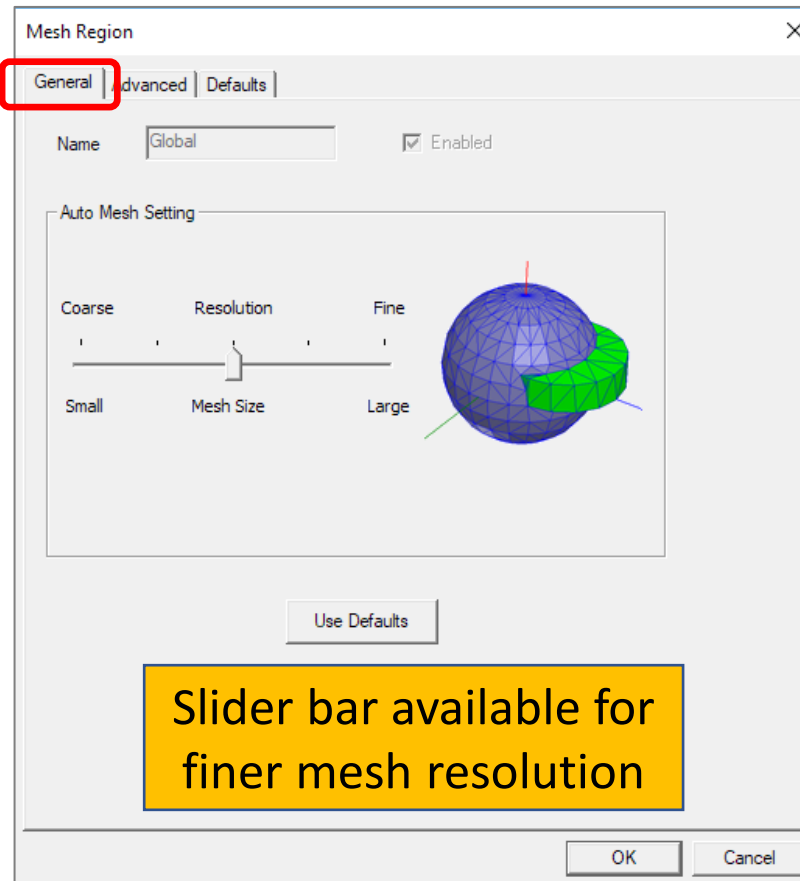 Mesh Region
General Advanced Defaults
Name Global Enabled
Auto Mesh Setting
Coarse Resolution Fine
Small Mesh Size Large
Use Defaults
Slider bar available for
finer mesh resolution
OK Cancel